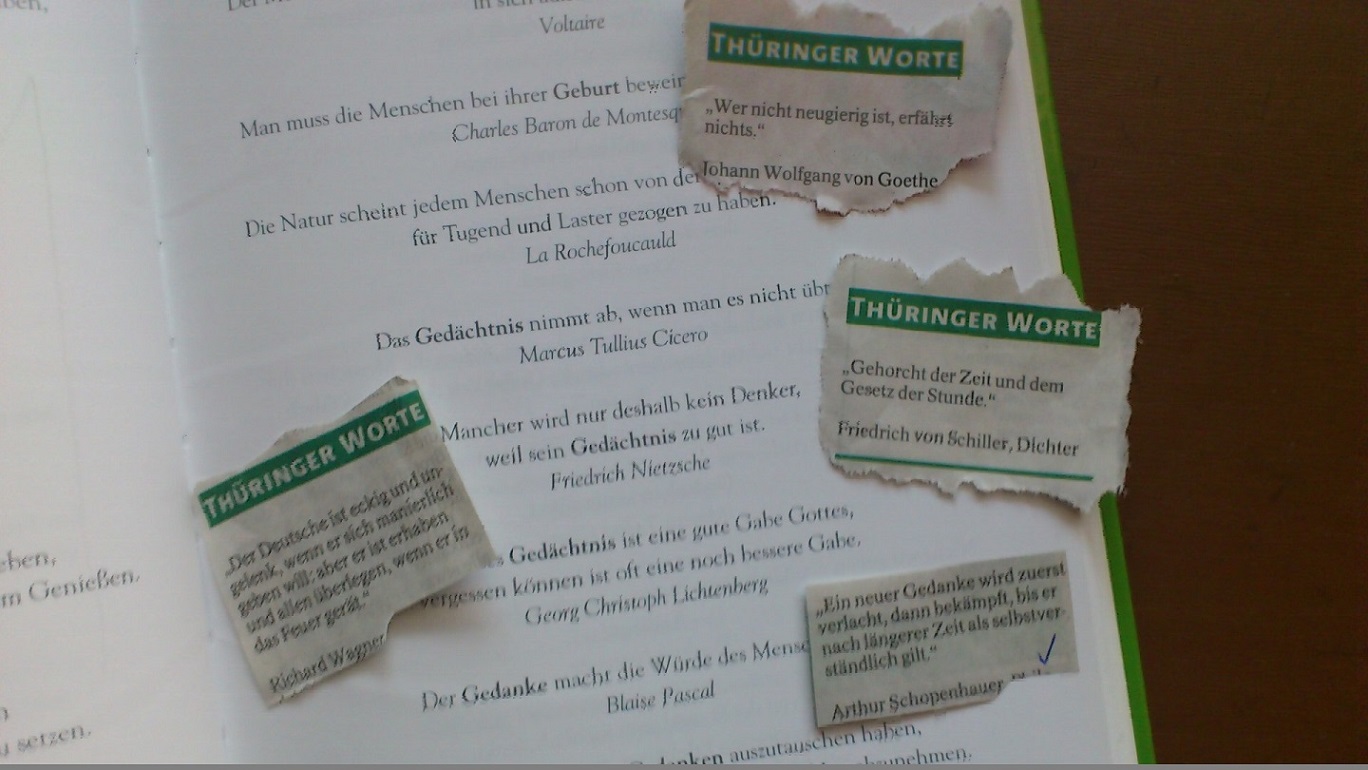 ben,
Voltaire
Man muss die Menschen bei ihrer Geburt
Charles Baron de
Die Natur scheint jedem Menschen schon von
für Tugend und Laster gezogen zu haben.
La Rochefoucauld
Das Gedächtnis nimmt ab, wenn man es nicht
Marcus Tullius Cicero
Mancher wird nur deshalb kein Denker,
weil sein Gedächtnis zu gut ist.
Friedrich Nietzsche
Gedächtnis ist eine gute Gabe Gottes,
vergessen können ist oft eine noch bessere Gabe.
Georg Christoph Lichtenberg
Der Gedanke macht die Würde des
Blaise Pascal
auszutauschen haben,
THÜRINGER WORTE
„Wer nicht neugierig ist, erfährt
nichts.“
Johann Wolfgang von Goethe
THÜRINGER WORTE
„Gehorcht der Zeit und dem
Gesetz der Stunde.“
Friedrich von Schiller, Dichter
THÜRINGER WORTE
„Der Deutsche ist eckig und un-
gelenk, wenn er sich manierlich
geben will: aber er ist erhaben
und allen überlegen, wenn er in
das Feuer gerät.“
Richard Wagner
„Ein neuer Gedanke wird zuerst
verlacht, dann bekämpft, bis er
nach längerer Zeit als selbstver-
ständlich gilt.“
Arthur Schopenhauer
Genießen.
setzen.